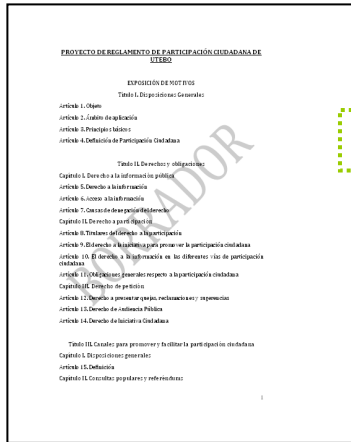 PROYECTO DE REGLAMENTO DE PARTICIPACIÓN CIUDADANA DE
UTEBO
EXPOSICIÓN DE MOTIVOS
Título I. Disposiciones Generales
Artículo 1. Objeto
Artículo 2. Ámbito de aplicación
Artículo 3. Principios básicos
Artículo 4. Definición de Participación Ciudadana
Título II. Derechos y obligaciones
Capítulo I. Derecho a la información pública
Artículo 5. Derecho a la información
Artículo 6. Acceso a la información
Artículo 7. Causas de denegación del derecho
Capítulo II. Derecho a participación
Artículo 8. Titulares del derecho a la participación
Artículo 9. El derecho a la iniciativa para promover la participación ciudadana
Artículo 10. El derecho a la información en las diferentes vías de participación
ciudadana
Artículo 11. Obligaciones generales respecto a la participación ciudadana
Capítulo III. Derecho de petición
Artículo 12. Derecho a presentar quejas, reclamaciones y sugerencias
Artículo 13. Derecho de Audiencia Pública
Artículo 14. Derecho de Iniciativa Ciudadana
Título III. Canales para promover y facilitar la participación ciudadana
Capítulo I. Disposiciones generales
Artículo 15. Definición
Capítulo II. Consultas populares y referéndums
1
BORRADOR